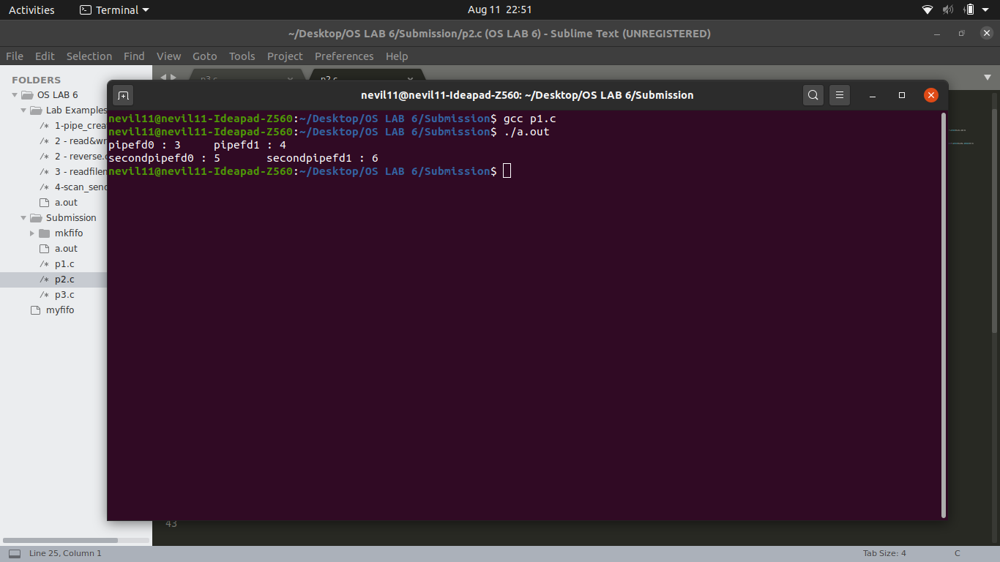 Activities Terminal Aug 11 22:51
~/Desktop/OS LAB 6/Submission/p2.c (OS LAB 6) - Sublime Text (UNREGISTERED)
File Edit Selection Find View Goto Tools Project Preferences Help
FOLDERS
OS LAB 6
Lab Examples
1-pipe_crea
2 - read&wr
2 - reverse.c
3 - readfilen
4-scan_send
a.out
Submission
mkfifo
a.out
p1.c
p2.c
p3.c
myfifo
p3.c p2.c
nevil11@nevil11-Ideapad-Z560: ~/Desktop/OS LAB 6/Submission
nevil11@nevil11-Ideapad-Z560:~/Desktop/OS LAB 6/Submission$ gcc p1.c
nevil11@nevil11-Ideapad-Z560:~/Desktop/OS LAB 6/Submission$ ./a.out
pipefd0 : 3 pipefd1 : 4
secondpipefd0 : 5 secondpipefd1 : 6
nevil11@nevil11-Ideapad-Z560:~/Desktop/OS LAB 6/Submission$
43
Line 25, Column 1 Tab Size: 4 C